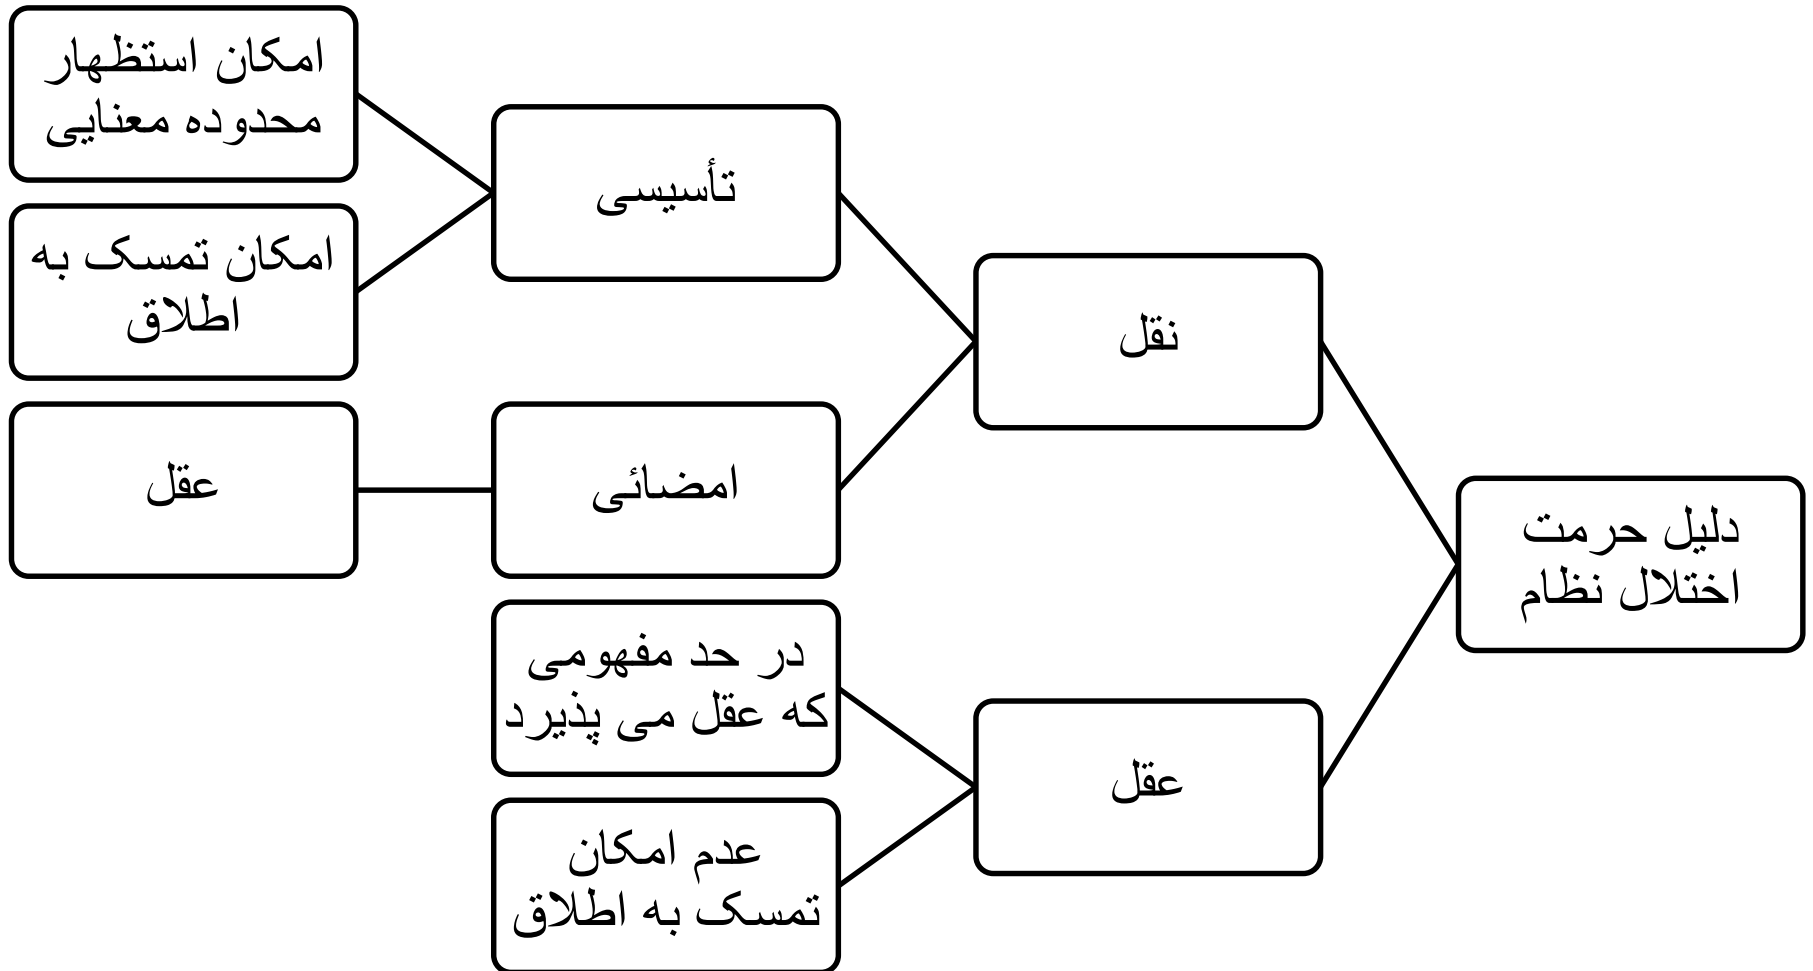 دلیل حرمت
اختلال نظام
نقل
تأسیسی
امکان استظهار
محدوده معنایی
امکان تمسک به
اطلاق
امضائی
عقل
عقل
در حد مفهومی
که عقل می پذیرد
عدم امکان
تمسک به اطلاق